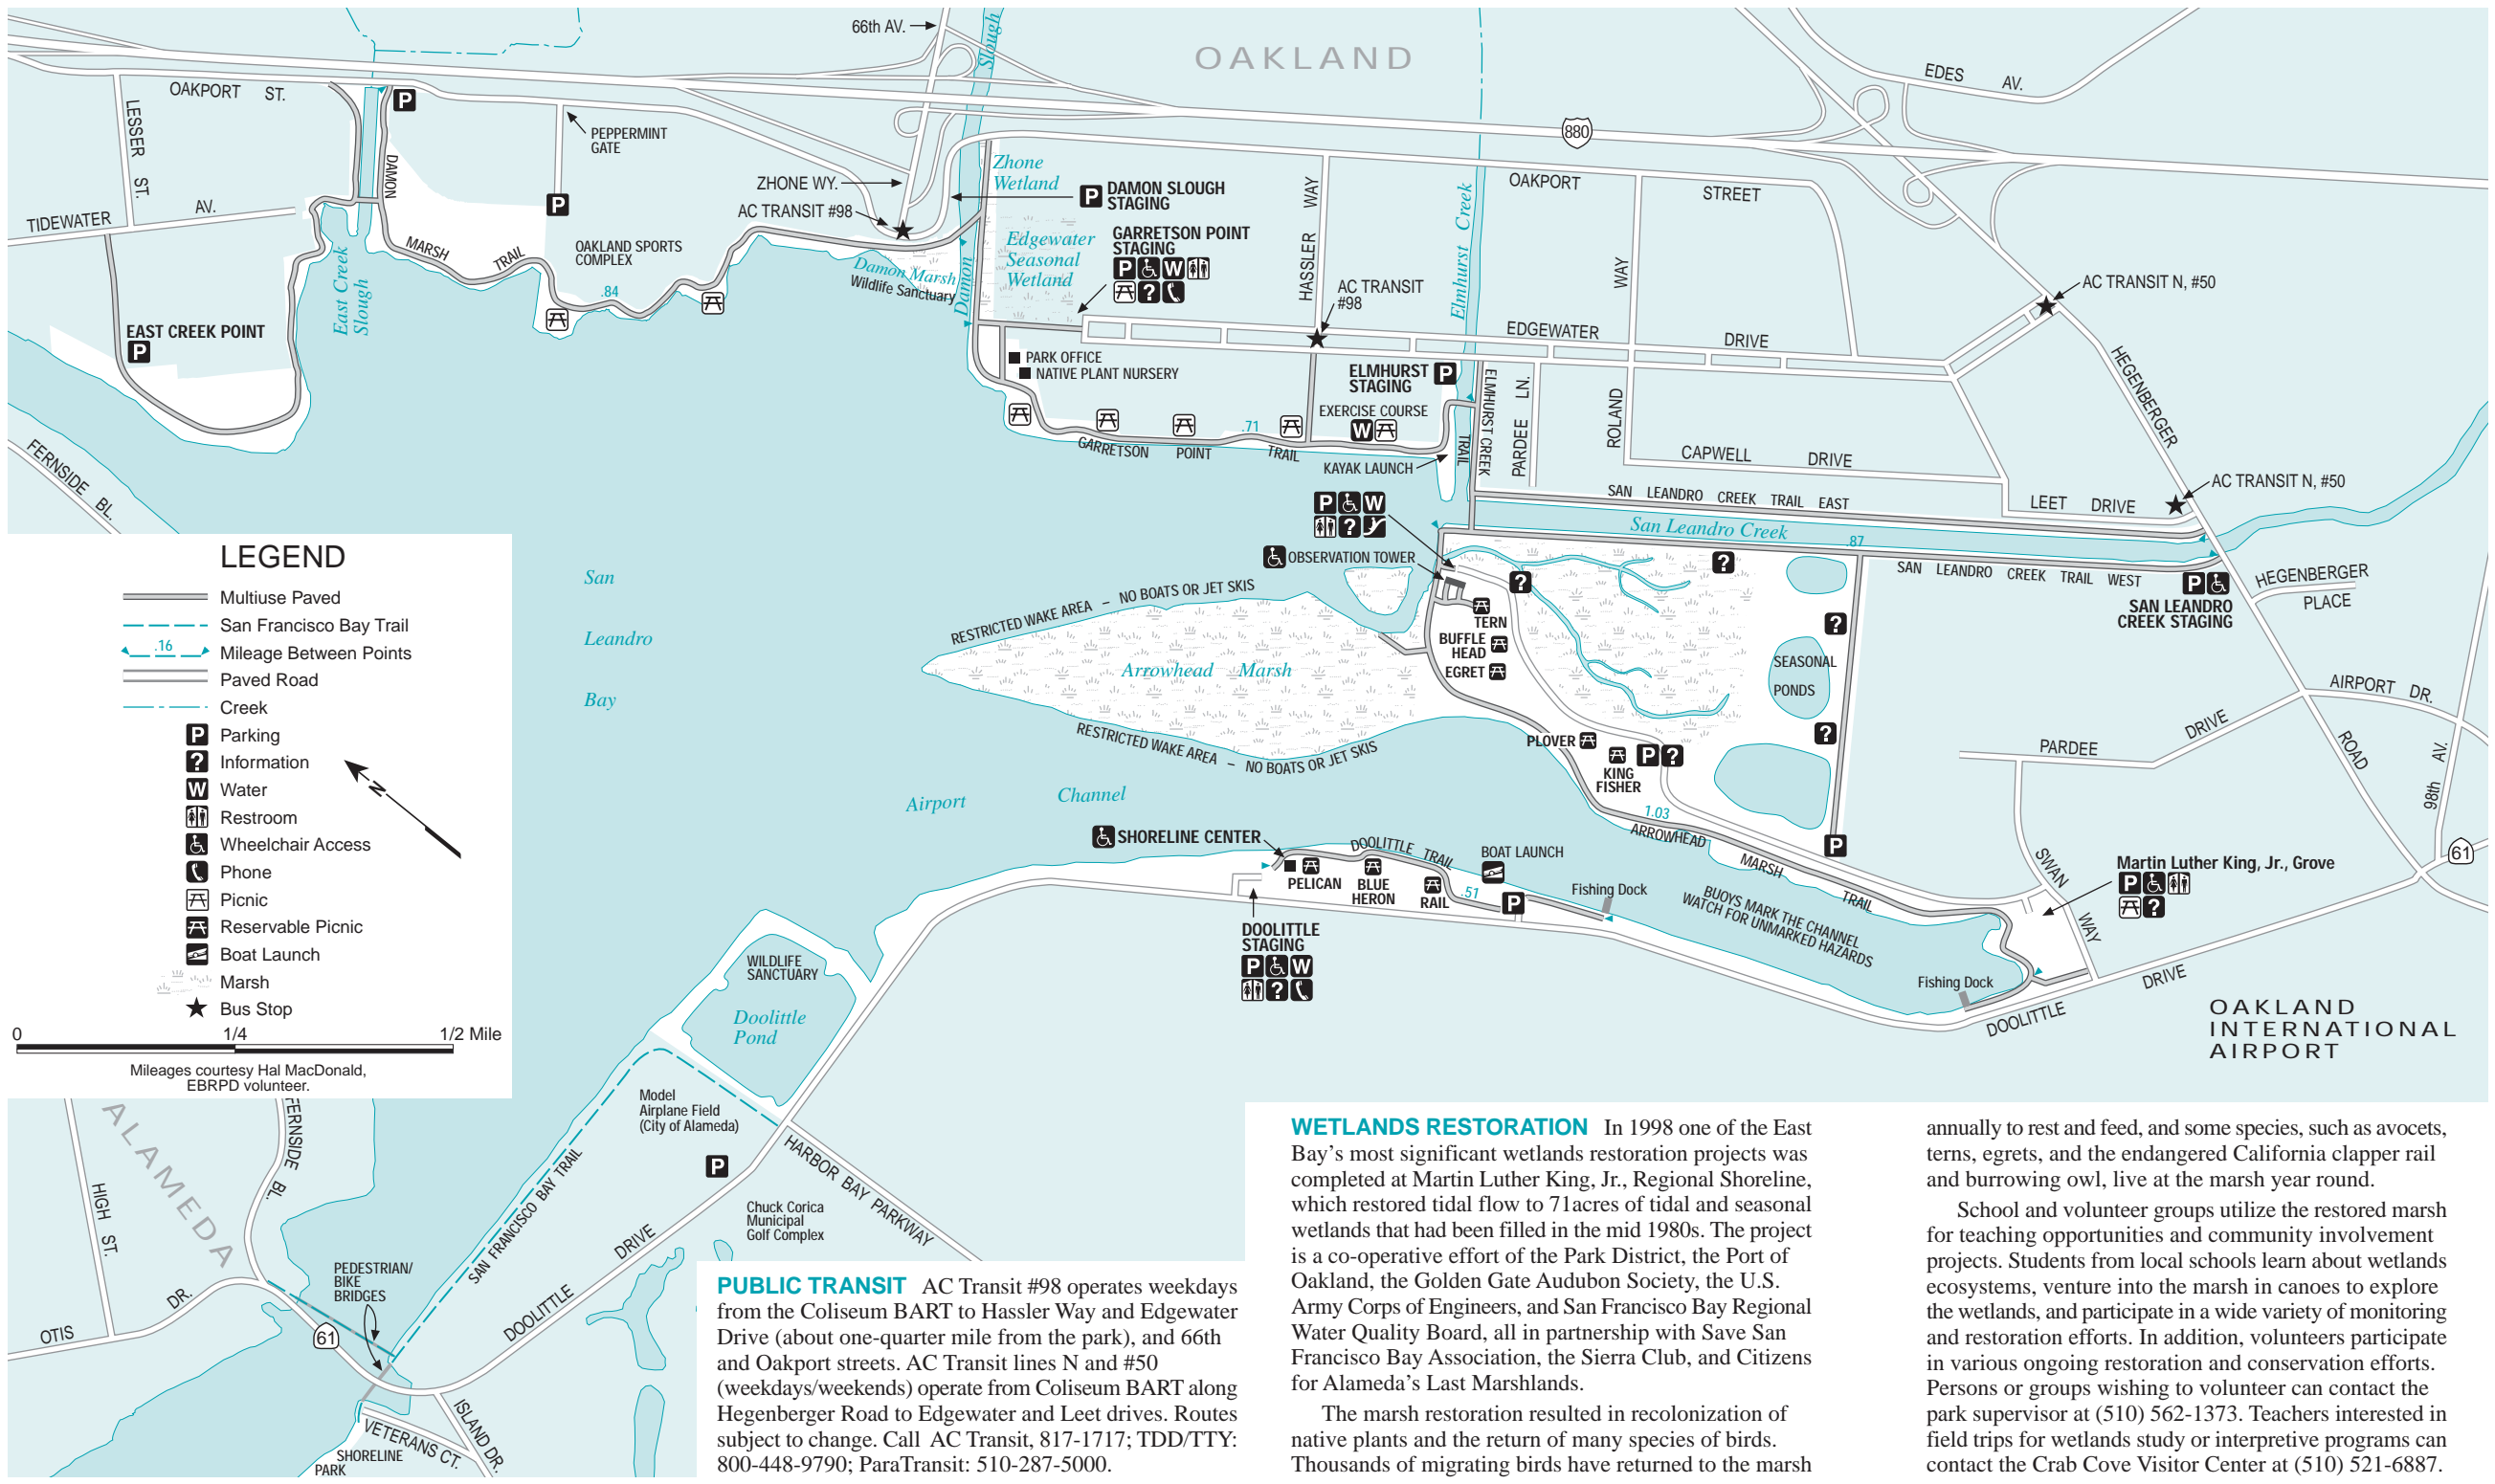 66th AV.
Slough
OAKLAND
EDES AV.
OAKPORT ST.
LESSER ST.
PEPPERMINT
GATE
880
DAMON
MARSH
TRAIL
TIDEWATER AV.
ZHONE WY.
AC TRANSIT #98
Zhone
Wetland
DAMON SLOUGH
STAGING
GARRETSON POINT
STAGING
Edgewater
Seasonal
Wetland
OAKLAND SPORTS
COMPLEX
Damon Marsh
Wildlife Sanctuary
Damon
.84
East Creek
Slough
EAST CREEK POINT
HASSLER WAY
AC TRANSIT
#98
Elmhurst Creek
OAKPORT STREET
ROLAND WAY
EDGEWATER DRIVE
AC TRANSIT N, #50
HEGENBERGER ROAD
PARK OFFICE
NATIVE PLANT NURSERY
ELMHURST
STAGING
EXERCISE COURSE
ELMHURST CREEK
TRAIL
PARDEE LN.
.71
GARRETSON POINT TRAIL
KAYAK LAUNCH
CAPWELL DRIVE
LEET DRIVE
AC TRANSIT N, #50
SAN LEANDRO CREEK TRAIL EAST
San Leandro Creek
.87
SAN LEANDRO CREEK TRAIL WEST
SAN LEANDRO
CREEK STAGING
HEGENBERGER
PLACE
FERNSIDE BL.
LEGEND
Multiuse Paved
San Francisco Bay Trail
.16
Mileage Between Points
Paved Road
Creek
P Parking
? Information
W Water
Restroom
Wheelchair Access
Phone
Picnic
Reservable Picnic
Boat Launch
Marsh
Bus Stop
N
0 1/4 1/2 Mile
Mileages courtesy Hal MacDonald,
EBRPD volunteer.
San
Leandro
Bay
OBSERVATION TOWER
RESTRICTED WAKE AREA – NO BOATS OR JET SKIS
Arrowhead Marsh
RESTRICTED WAKE AREA – NO BOATS OR JET SKIS
TERN
BUFFLE
HEAD
EGRET
PLOVER
KING
FISHER
SEASONAL
PONDS
AIRPORT DR.
PARDEE DRIVE
98th AV.
61
Airport Channel
1.03
ARROWHEAD MARSH TRAIL
SHORELINE CENTER
DOOLITTLE TRAIL
BOAT LAUNCH
PELICAN
BLUE
HERON
RAIL
.51
Fishing Dock
BUOYS MARK THE CHANNEL
WATCH FOR UNMARKED HAZARDS
SWAN WAY
Martin Luther King, Jr., Grove
DOOLITTLE
STAGING
Fishing Dock
DOOLITTLE DRIVE
OAKLAND
INTERNATIONAL
AIRPORT
WILDLIFE
SANCTUARY
Doolittle
Pond
Model
Airplane Field
(City of Alameda)
HARBOR BAY PARKWAY
SAN FRANCISCO BAY TRAIL
Chuck Corica
Municipal
Golf Complex
DOOLITTLE DRIVE
ALAMEDA
FERNSIDE BL.
HIGH ST.
OTIS DR.
PEDESTRIAN/
BIKE
BRIDGES
61
ISLAND DR.
VETERANS CT.
SHORELINE
PARK
PUBLIC TRANSIT AC Transit #98 operates weekdays
from the Coliseum BART to Hassler Way and Edgewater
Drive (about one-quarter mile from the park), and 66th
and Oakport streets. AC Transit lines N and #50
(weekdays/weekends) operate from Coliseum BART along
Hegenberger Road to Edgewater and Leet drives. Routes
subject to change. Call AC Transit, 817-1717; TDD/TTY:
800-448-9790; ParaTransit: 510-287-5000.
WETLANDS RESTORATION In 1998 one of the East
Bay's most significant wetlands restoration projects was
completed at Martin Luther King, Jr., Regional Shoreline,
which restored tidal flow to 71acres of tidal and seasonal
wetlands that had been filled in the mid 1980s. The project
is a co-operative effort of the Park District, the Port of
Oakland, the Golden Gate Audubon Society, the U.S.
Army Corps of Engineers, and San Francisco Bay Regional
Water Quality Board, all in partnership with Save San
Francisco Bay Association, the Sierra Club, and Citizens
for Alameda's Last Marshlands.
The marsh restoration resulted in recolonization of
native plants and the return of many species of birds.
Thousands of migrating birds have returned to the marsh
annually to rest and feed, and some species, such as avocets,
terns, egrets, and the endangered California clapper rail
and burrowing owl, live at the marsh year round.
School and volunteer groups utilize the restored marsh
for teaching opportunities and community involvement
projects. Students from local schools learn about wetlands
ecosystems, venture into the marsh in canoes to explore
the wetlands, and participate in a wide variety of monitoring
and restoration efforts. In addition, volunteers participate
in various ongoing restoration and conservation efforts.
Persons or groups wishing to volunteer can contact the
park supervisor at (510) 562-1373. Teachers interested in
field trips for wetlands study or interpretive programs can
contact the Crab Cove Visitor Center at (510) 521-6887.